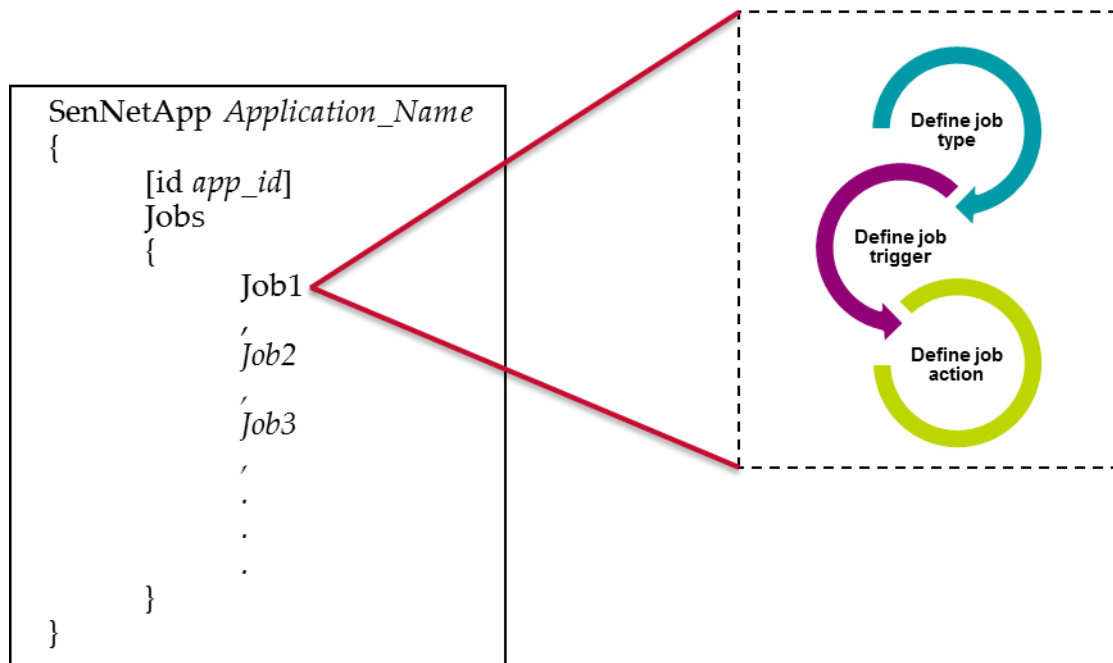 SenNetApp Application_Name
{
[id app_id]
Jobs
{
Job1
,
Job2
,
Job3
,
.
.
.
}
}
Define job
type
Define job
trigger
Define job
action